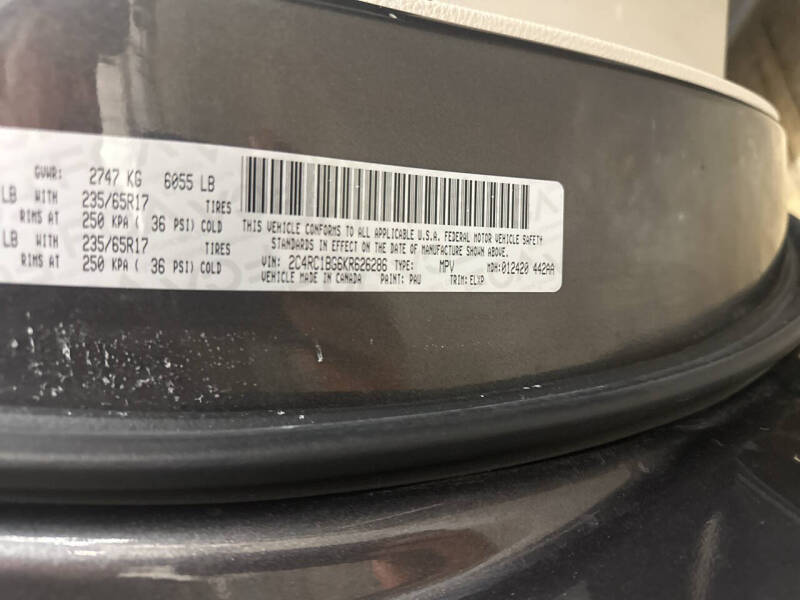 GVWR: 2747 KG 6055 LB
LB WITH 235/65R17 TIRES
RIMS AT 250 KPA ( 36 PSI) COLD
LB WITH 235/65R17 TIRES
RIMS AT 250 KPA ( 36 PSI) COLD
THIS VEHICLE CONFORMS TO ALL APPLICABLE U.S.A. FEDERAL MOTOR VEHICLE SAFETY
STANDARDS IN EFFECT ON THE DATE OF MANUFACTURE SHOWN ABOVE.
VIN: 2C4RC1BG6KR626286 TYPE: MPV MDH:012420 442AA
VEHICLE MADE IN CANADA PAINT: PAU TRIM: ELXP